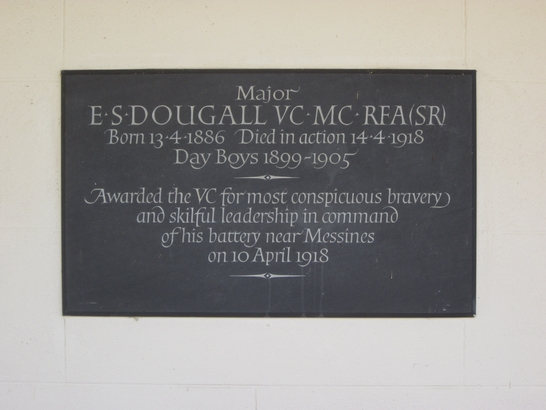 Major
E·S·DOUGALL VC·MC·RFA(SR)
Born 13·4·1886 Died in action 14·4·1918
Day Boys 1899-1905
Awarded the VC for most conspicuous bravery
and skilful leadership in command
of his battery near Messines
on 10 April 1918